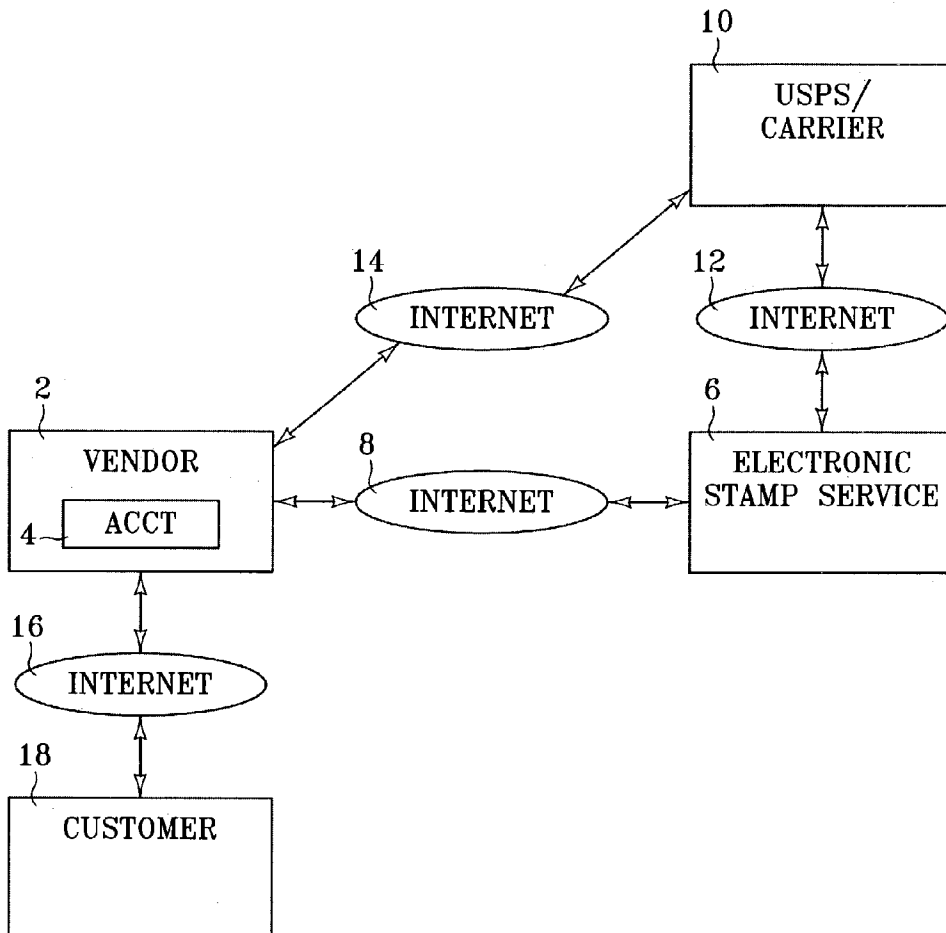 10
USPS/
CARRIER
14
INTERNET
12
INTERNET
2
VENDOR
4
ACCT
8
INTERNET
6
ELECTRONIC
STAMP SERVICE
16
INTERNET
18
CUSTOMER